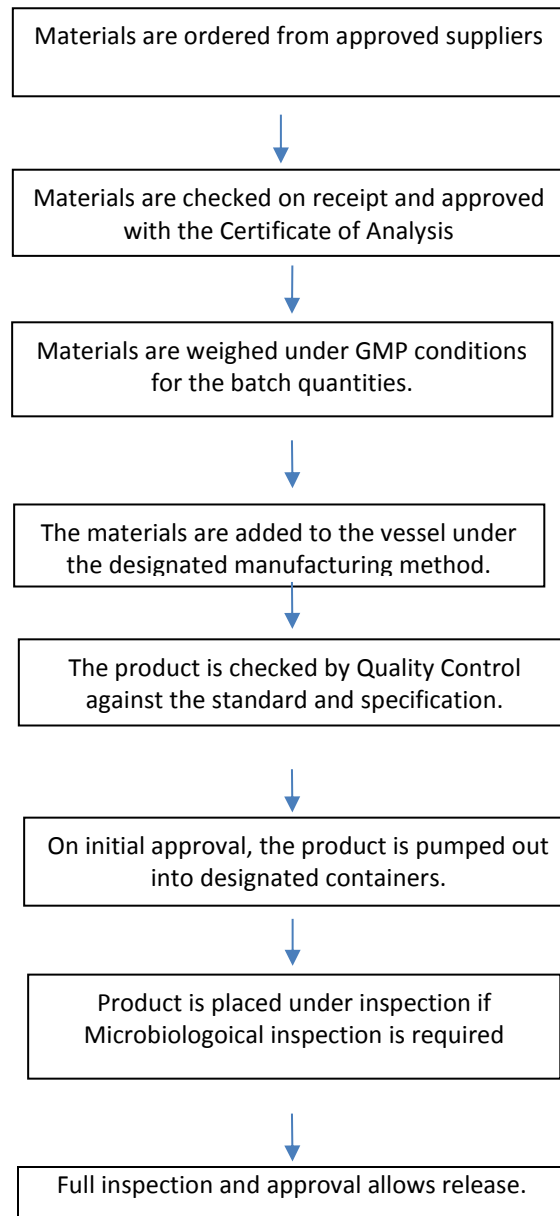 Materials are ordered from approved suppliers
Materials are checked on receipt and approved
with the Certificate of Analysis
Materials are weighed under GMP conditions
for the batch quantities.
The materials are added to the vessel under
the designated manufacturing method.
The product is checked by Quality Control
against the standard and specification.
On initial approval, the product is pumped out
into designated containers.
Product is placed under inspection if
Microbiologoical inspection is required
Full inspection and approval allows release.